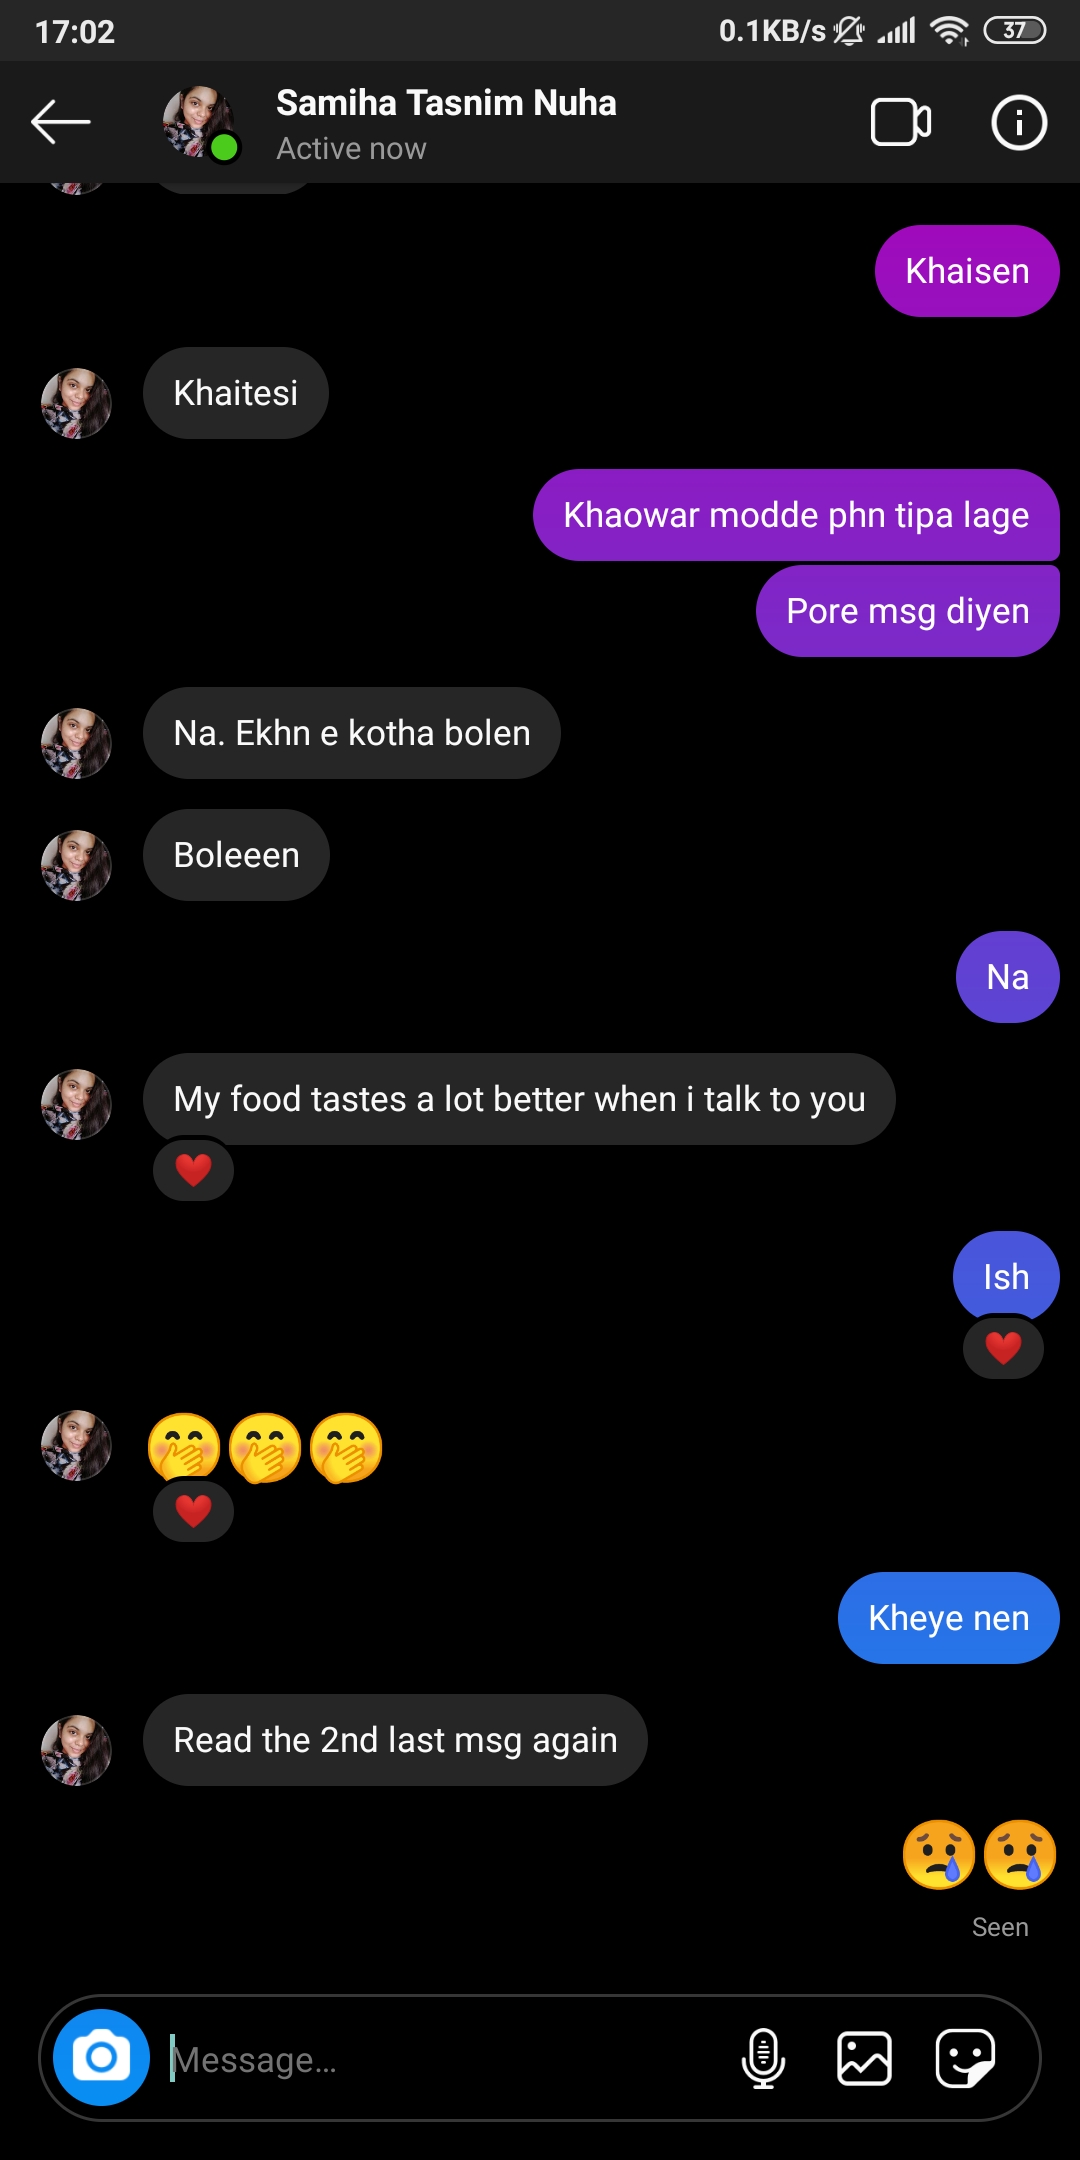 17:02
0.1KB/s
37
Samiha Tasnim Nuha
Active now
Khaisen
Khaitesi
Khaowar modde phn tipa lage
Pore msg diyen
Na. Ekhn e kotha bolen
Boleeen
Na
My food tastes a lot better when i talk to you
❤️
Ish
❤️
🤭🤭🤭
❤️
Kheye nen
Read the 2nd last msg again
😢😢
Seen
Message...